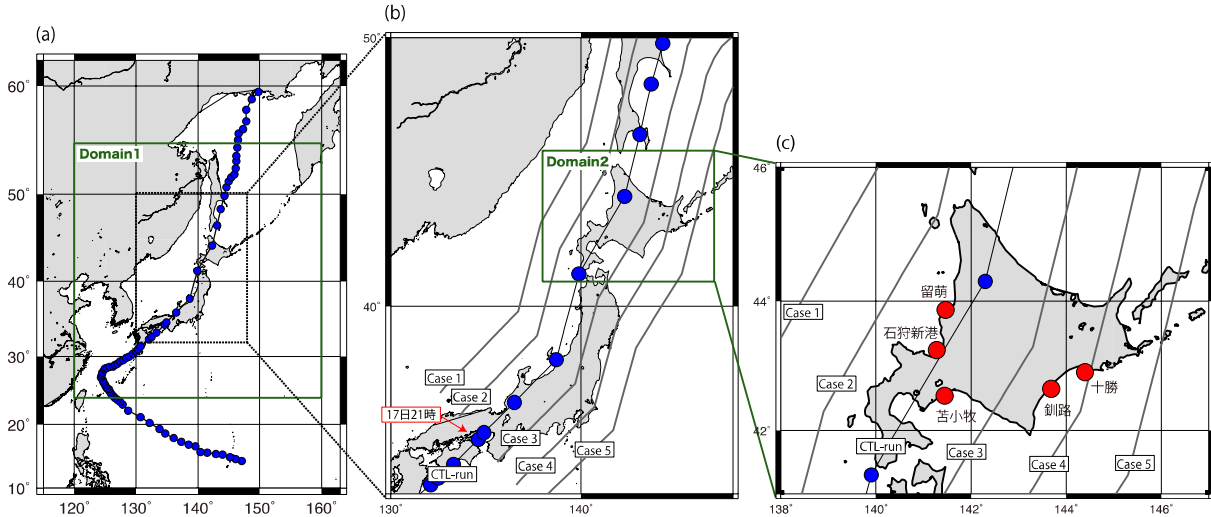 (a)
60°
50°
40°
30°
20°
10°
120° 130° 140° 150° 160°
Domain1
(b)
50°
40°
130° 140°
Domain2
Case 1
Case 2
17日21時
Case 3
CTL-run
Case 4
Case 5
(c)
46
44
42
138° 140° 142° 144° 146°
Case 1
留萌
石狩新港
Case 2
苫小牧
釧路
十勝
CTL-run
Case 3
Case 4
Case 5